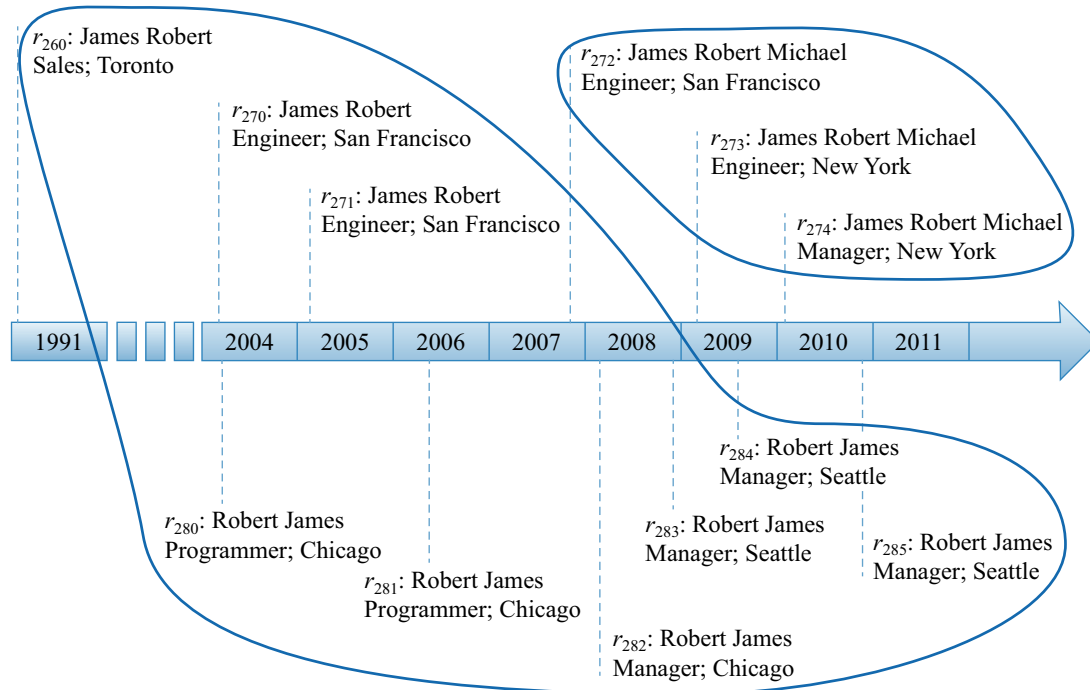 r260: James Robert
Sales; Toronto
r270: James Robert
Engineer; San Francisco
r271: James Robert
Engineer; San Francisco
r272: James Robert Michael
Engineer; San Francisco
r273: James Robert Michael
Engineer; New York
r274: James Robert Michael
Manager; New York
1991 2004 2005 2006 2007 2008 2009 2010 2011
r280: Robert James
Programmer; Chicago
r281: Robert James
Programmer; Chicago
r282: Robert James
Manager; Chicago
r283: Robert James
Manager; Seattle
r284: Robert James
Manager; Seattle
r285: Robert James
Manager; Seattle